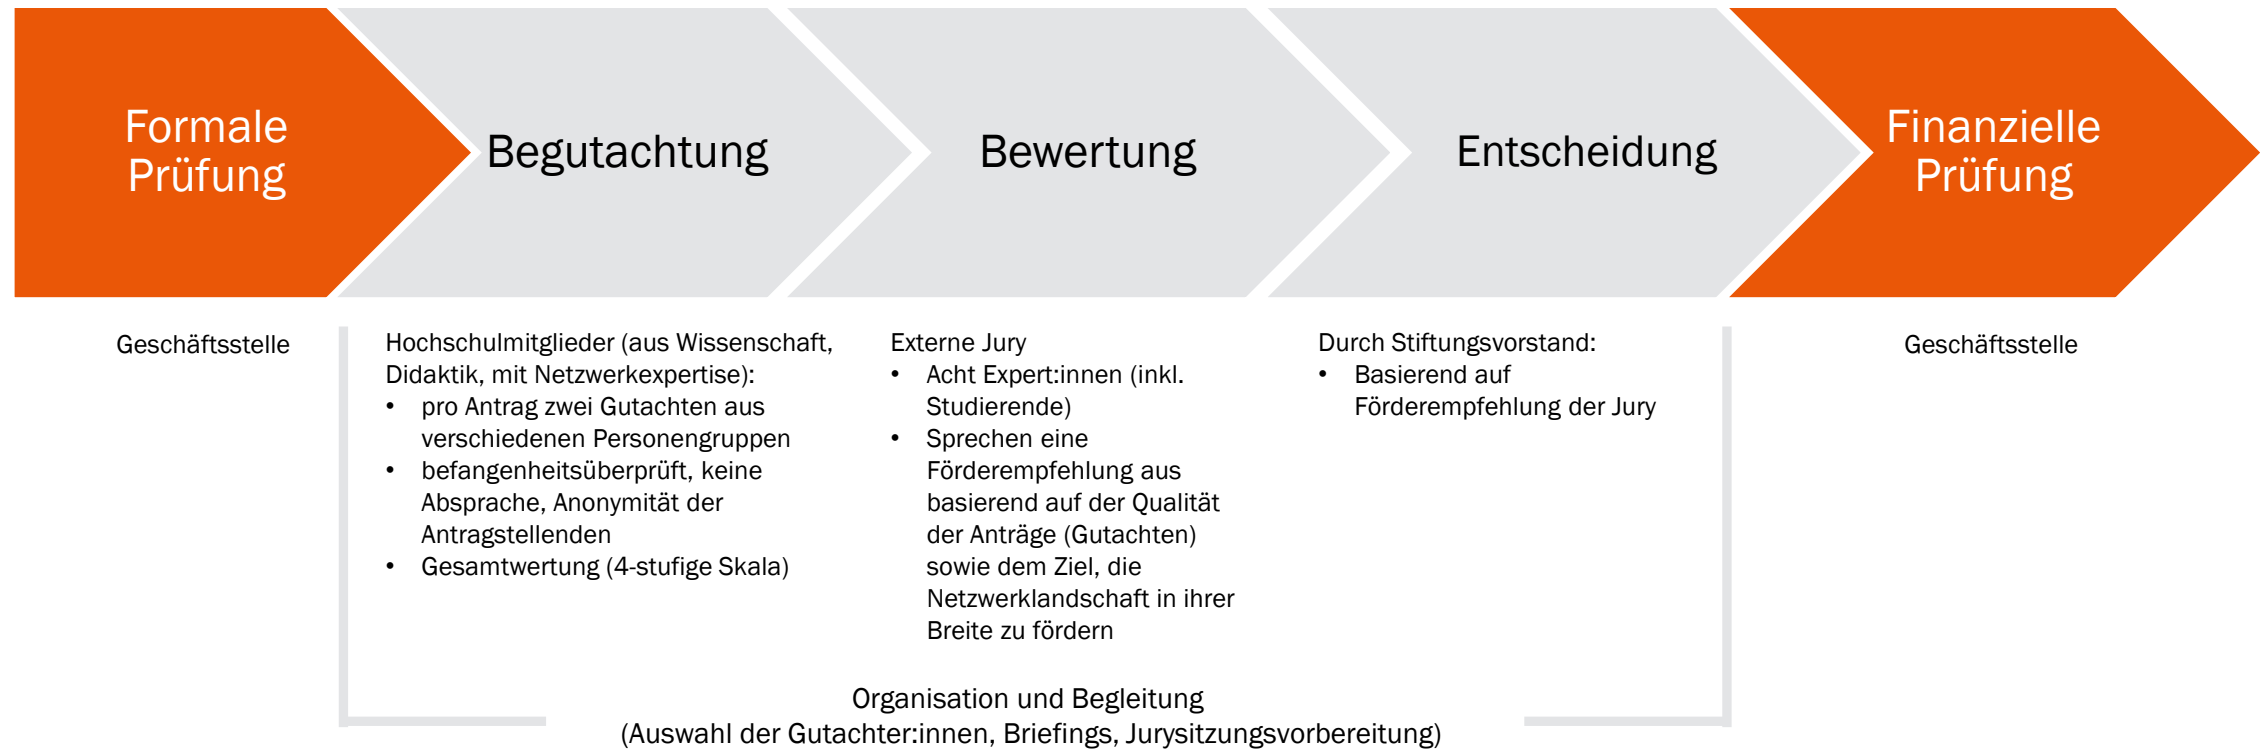 Formale
Prüfung
Begutachtung
Bewertung
Entscheidung
Finanzielle
Prüfung
Geschäftsstelle
Hochschulmitglieder (aus Wissenschaft,
Didaktik, mit Netzwerkexpertise):
• pro Antrag zwei Gutachten aus
verschiedenen Personengruppen
• befangenheitsüberprüft, keine
Absprache, Anonymität der
Antragstellenden
• Gesamtwertung (4-stufige Skala)
Externe Jury
• Acht Expert:innen (inkl.
Studierende)
• Sprechen eine
Förderempfehlung aus
basierend auf der Qualität
der Anträge (Gutachten)
sowie dem Ziel, die
Netzwerklandschaft in ihrer
Breite zu fördern
Durch Stiftungsvorstand:
• Basierend auf
Förderempfehlung der Jury
Geschäftsstelle
Organisation und Begleitung
(Auswahl der Gutachter:innen, Briefings, Jurysitzungsvorbereitung)